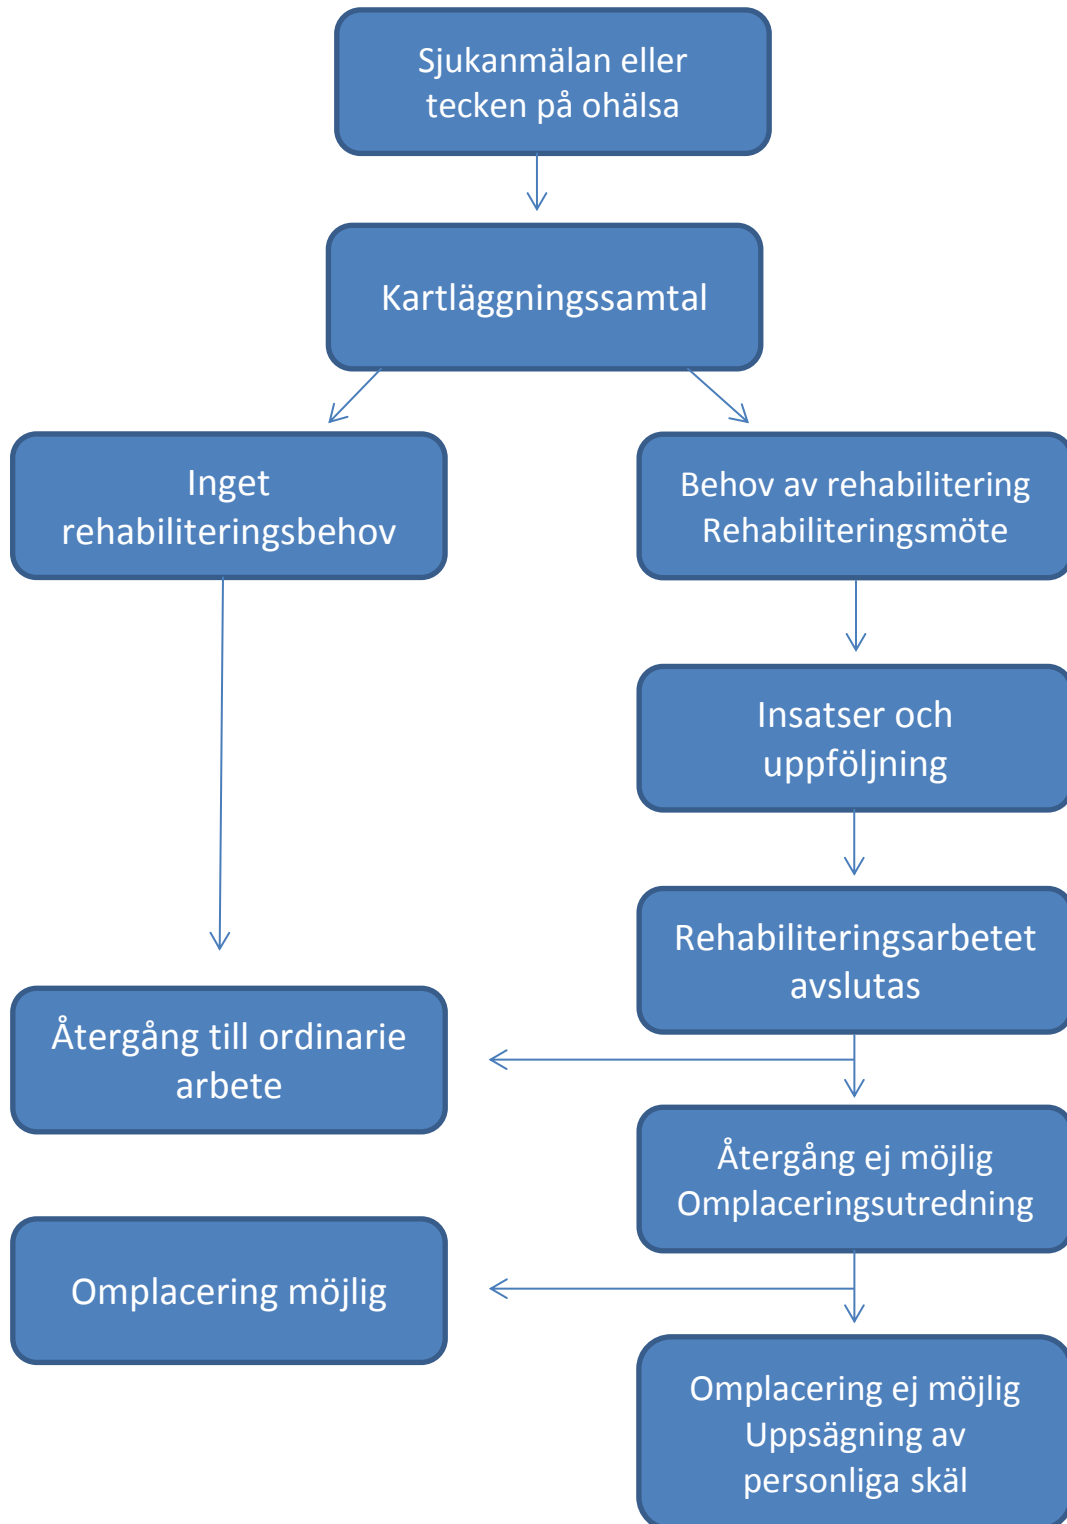 Sjukanmälan eller
tecken på ohälsa
Kartläggningssamtal
Inget
rehabiliteringsbehov
Behov av rehabilitering
Rehabiliteringsmöte
Insatser och
uppföljning
Rehabiliteringsarbetet
avslutas
Återgång till ordinarie
arbete
Återgång ej möjlig
Omplaceringsutredning
Omplacering möjlig
Omplacering ej möjlig
Uppsägning av
personliga skäl